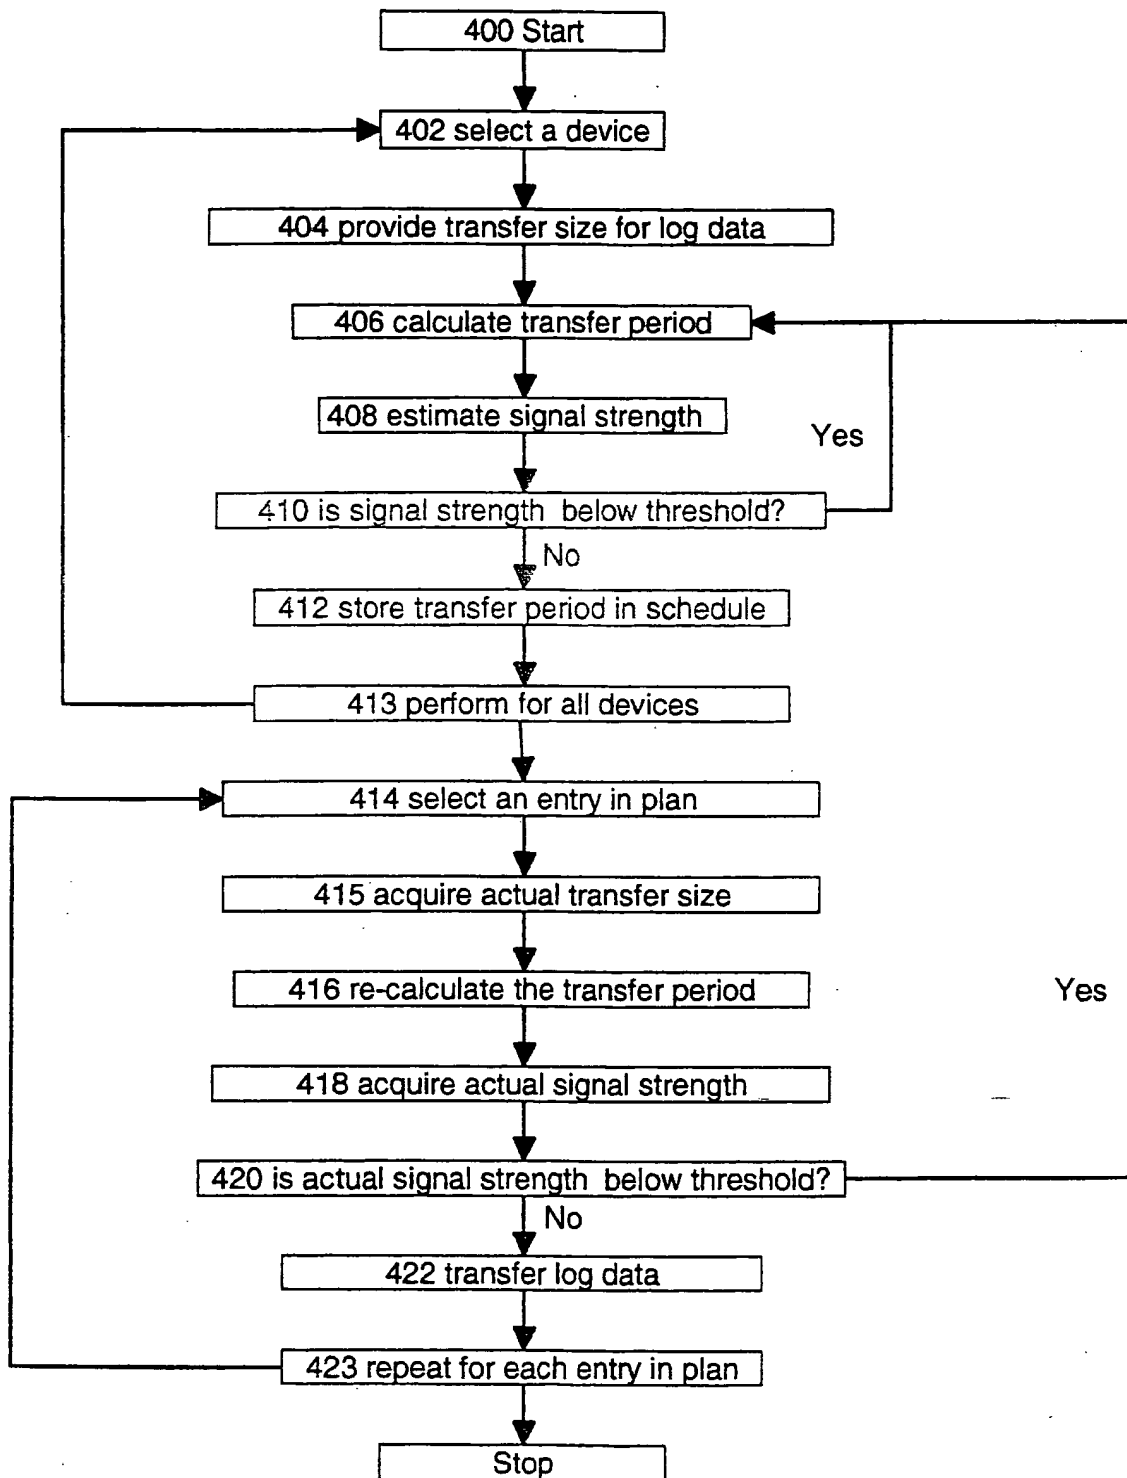 400 Start
402 select a device
404 provide transfer size for log data
406 calculate transfer period
408 estimate signal strength
Yes
410 is signal strength below threshold?
No
412 store transfer period in schedule
413 perform for all devices
414 select an entry in plan
415 acquire actual transfer size
416 re-calculate the transfer period
Yes
418 acquire actual signal strength
420 is actual signal strength below threshold?
No
422 transfer log data
423 repeat for each entry in plan
Stop